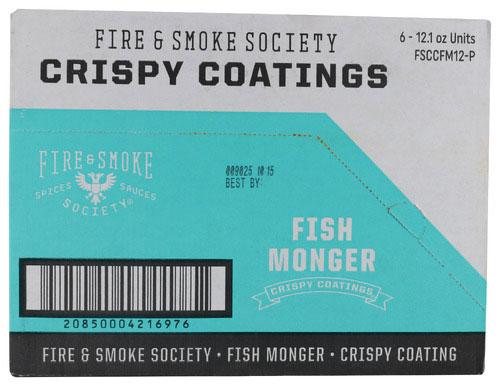 FIRE & SMOKE SOCIETY
CRISPY COATINGS
6 - 12.1 oz Units
FSCCFM12-P
FIRE & SMOKE
SPICES SAUCES
SOCIETY®
009025 10:15
BEST BY:
FISH
MONGER
CRISPY COATINGS
20850004216976
FIRE & SMOKE SOCIETY • FISH MONGER • CRISPY COATING